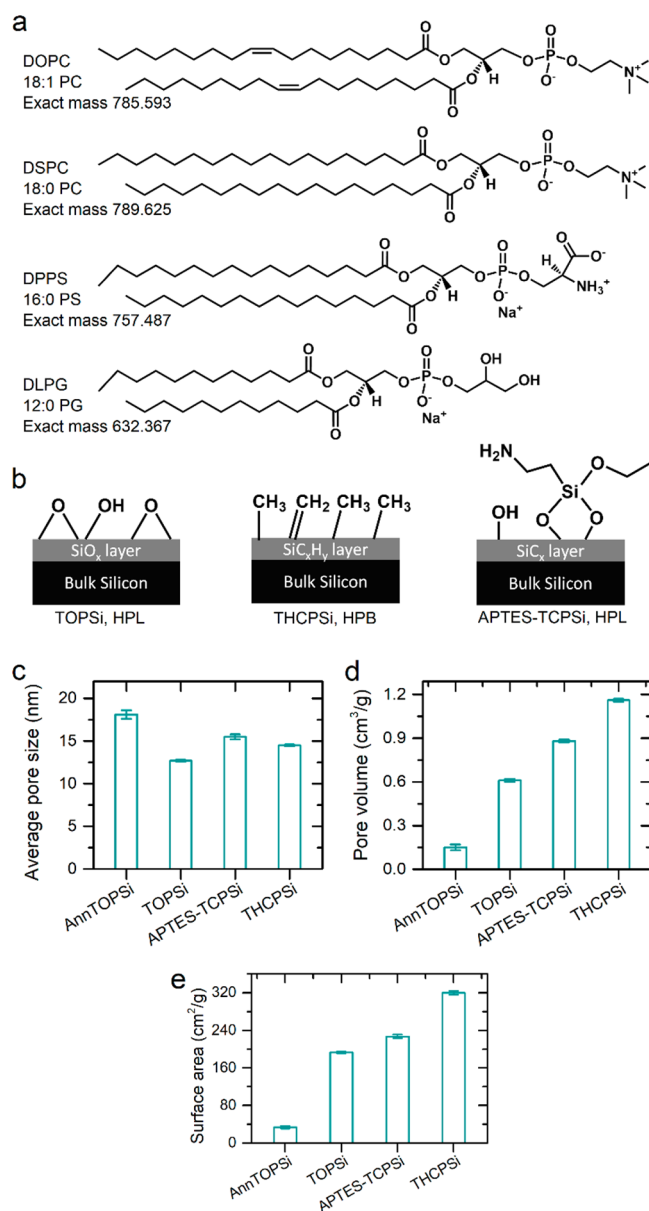 a
DOPC
18:1 PC
Exact mass 785.593
O
O
P
O
O
O⁻
O
N⁺
O
H
O
DSPC
18:0 PC
Exact mass 789.625
O
O
P
O
O
O⁻
O
N⁺
O
H
O
DPPS
16:0 PS
Exact mass 757.487
O
O
P
O
O
O⁻
O
O
O⁻
O
H
H
NH₃⁺
Na⁺
O
DLPG
12:0 PG
Exact mass 632.367
O
O
P
O
O
O⁻
O
OH
OH
O
H
Na⁺
O
b
O OH O
SiOₓ layer
Bulk Silicon
TOPSi, HPL
CH₃ CH₂ CH₃ CH₃
SiCₓHᵧ layer
Bulk Silicon
THCPSi, HPB
H₂N
Si
O
OH
O
O
SiCₓ layer
Bulk Silicon
APTES-TCPSi, HPL
c
Average pore size (nm)
20
15
10
5
0
AnnTOPSi
TOPSi
APTES-TCPSi
THCPSi
d
Pore volume (cm³/g)
1.2
0.9
0.6
0.3
0.0
AnnTOPSi
TOPSi
APTES-TCPSi
THCPSi
e
Surface area (cm²/g)
320
240
160
80
0
AnnTOPSi
TOPSi
APTES-TCPSi
THCPSi